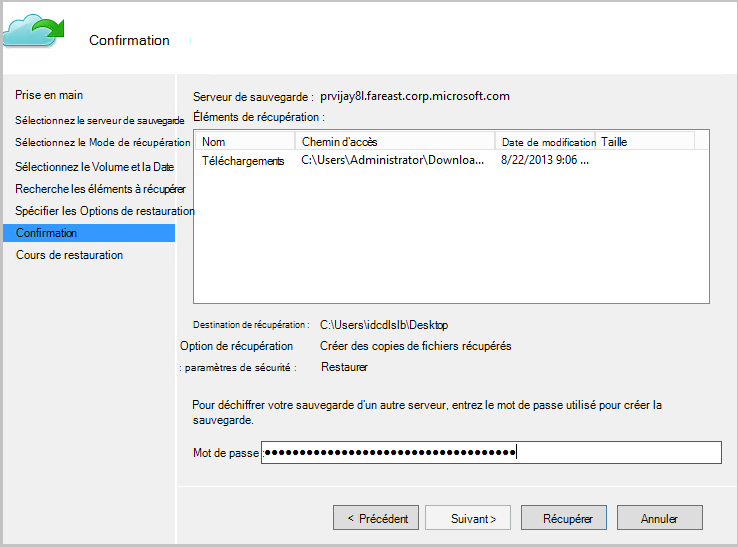 Confirmation
Prise en main
Sélectionnez le serveur de sauvegarde
Sélectionnez le Mode de récupération
Sélectionnez le Volume et la Date
Recherche les éléments à récupérer
Spécifier les Options de restauration
Confirmation
Cours de restauration
Serveur de sauvegarde : prvijay8l.fareast.corp.microsoft.com
Éléments de récupération :
Nom Chemin d'accès Date de modification Taille
Téléchargements C:\Users\Administrator\Downloa... 8/22/2013 9:06 ...
Destination de récupération : C:\Users\idcdlslb\Desktop
Option de récupération Créer des copies de fichiers récupérés
: paramètres de sécurité : Restaurer
Pour déchiffrer votre sauvegarde d'un autre serveur, entrez le mot de passe utilisé pour créer la
sauvegarde.
Mot de passe :
< Précédent Suivant > Récupérer Annuler